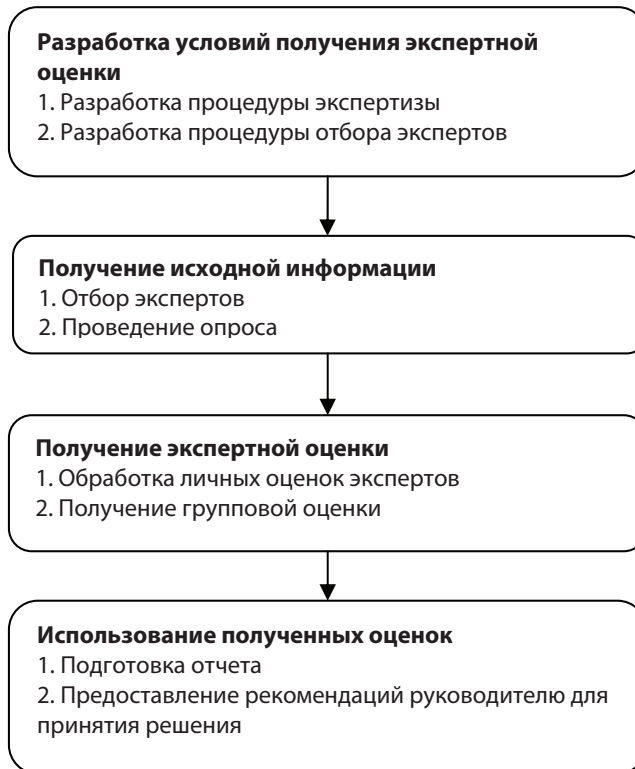 Разработка условий получения экспертной
оценки
1. Разработка процедуры экспертизы
2. Разработка процедуры отбора экспертов
Получение исходной информации
1. Отбор экспертов
2. Проведение опроса
Получение экспертной оценки
1. Обработка личных оценок экспертов
2. Получение групповой оценки
Использование полученных оценок
1. Подготовка отчета
2. Предоставление рекомендаций руководителю для
принятия решения